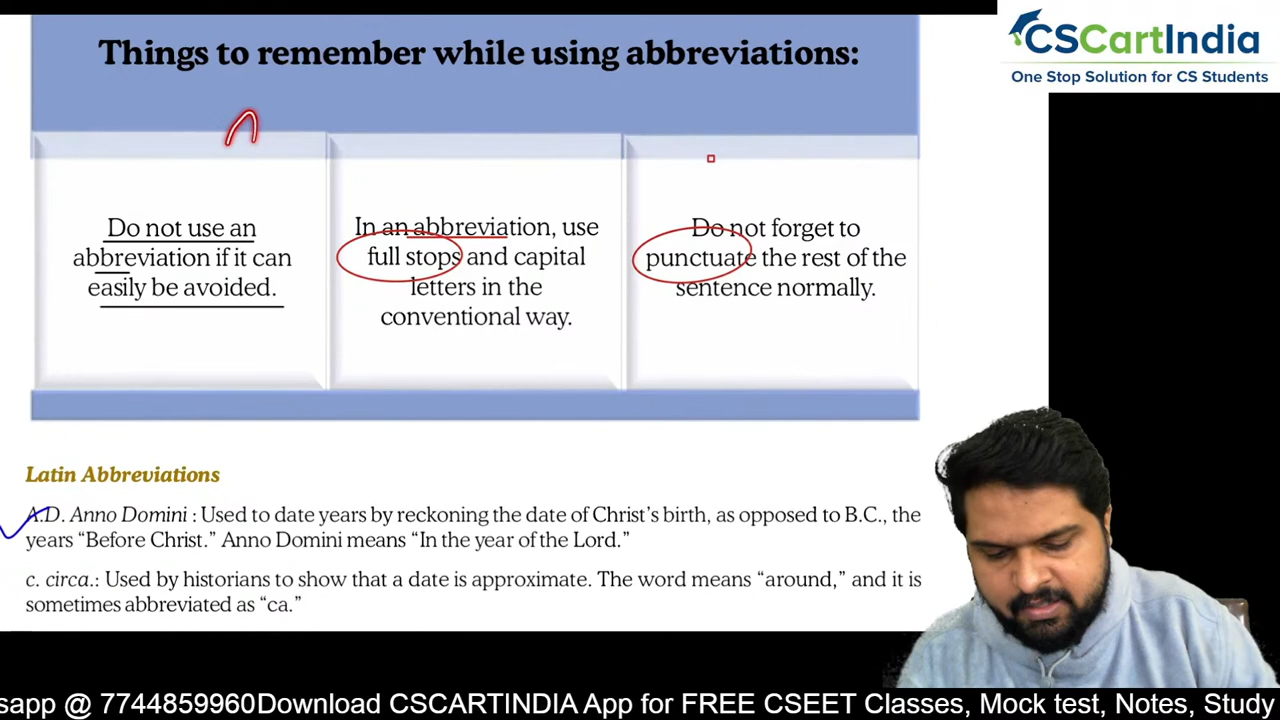 CSCartIndia
One Stop Solution for CS Students
Things to remember while using abbreviations:
Do not use an
abbreviation if it can
easily be avoided.
In an abbreviation, use
full stops and capital
letters in the
conventional way.
Do not forget to
punctuate the rest of the
sentence normally.
Latin Abbreviations
A.D. Anno Domini : Used to date years by reckoning the date of Christ's birth, as opposed to B.C., the
years “Before Christ.” Anno Domini means “In the year of the Lord.”
c. circa.: Used by historians to show that a date is approximate. The word means “around,” and it is
sometimes abbreviated as “ca.”
sapp @ 7744859960Download CSCARTINDIA App for FREE CSEET Classes, Mock test, Notes, Study